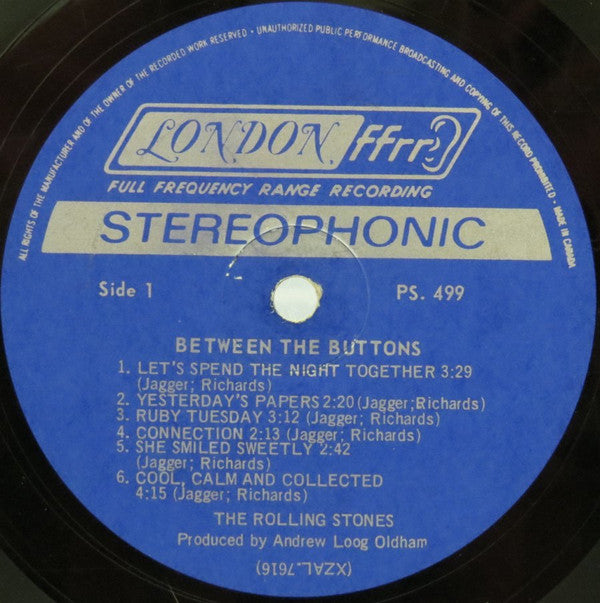 ALL RIGHTS OF THE MANUFACTURER AND OF THE OWNER OF THE RECORDED WORK RESERVED • UNAUTHORIZED PUBLIC PERFORMANCE BROADCASTING AND COPYING OF THIS RECORD PROHIBITED • MADE IN CANADA
LONDON ffrr
FULL FREQUENCY RANGE RECORDING
STEREOPHONIC
Side 1 PS. 499
BETWEEN THE BUTTONS
1. LET'S SPEND THE NIGHT TOGETHER 3:29
(Jagger; Richards)
2. YESTERDAY'S PAPERS 2:20 (Jagger;Richards)
3. RUBY TUESDAY 3:12 (Jagger; Richards)
4. CONNECTION 2:13 (Jagger; Richards)
5. SHE SMILED SWEETLY 2:42
(Jagger; Richards)
6. COOL, CALM AND COLLECTED
4:15 (Jagger; Richards)
THE ROLLING STONES
Produced by Andrew Loog Oldham
(XZAL.7616)